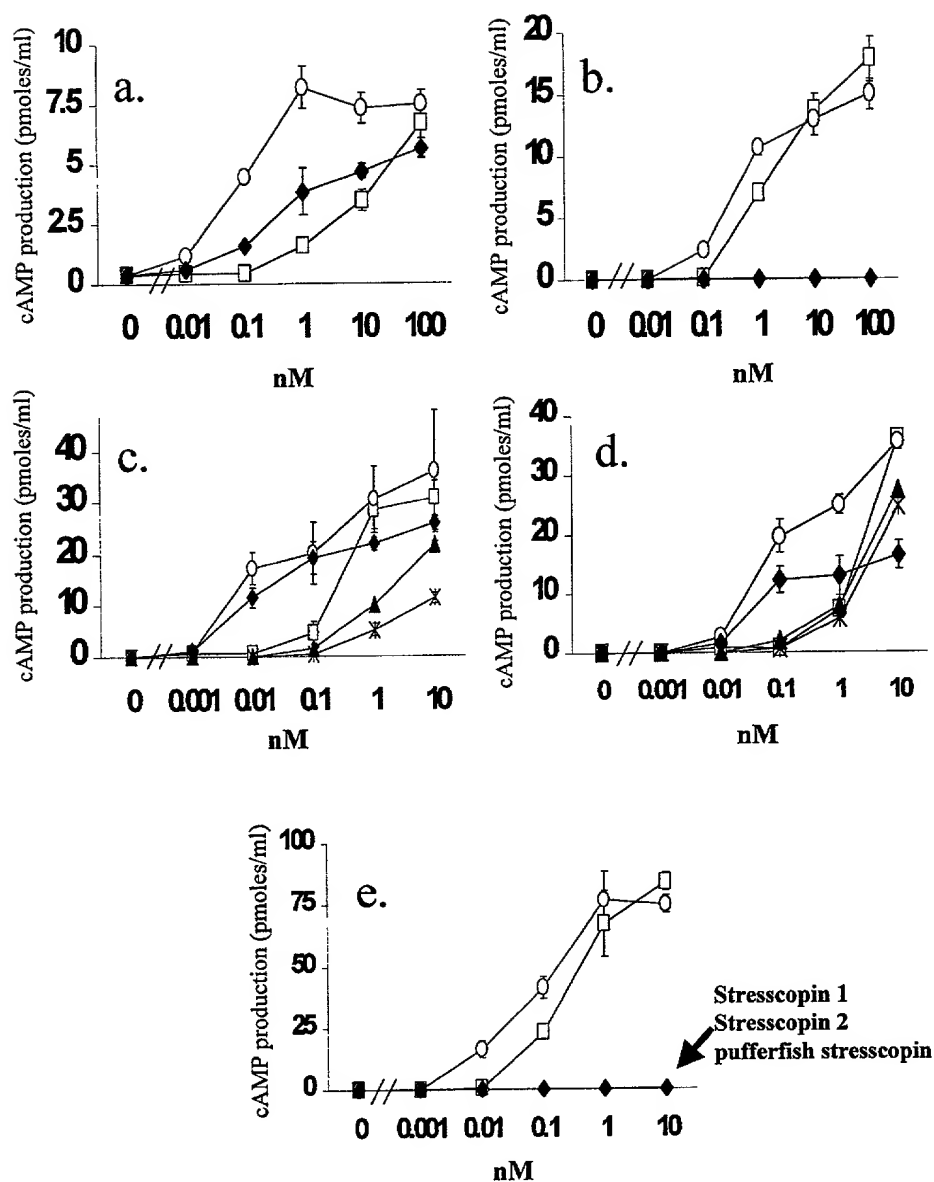 a.
cAMP production (pmoles/ml)
10
7.5
5
2.5
0
0 0.01 0.1 1 10 100
nM
b.
cAMP production (pmoles/ml)
20
15
10
5
0
0 0.01 0.1 1 10 100
nM
c.
cAMP production (pmoles/ml)
40
30
20
10
0
0 0.001 0.01 0.1 1 10
nM
d.
cAMP production (pmoles/ml)
40
30
20
10
0
0 0.001 0.01 0.1 1 10
nM
e.
cAMP production (pmoles/ml)
100
75
50
25
0
0 0.001 0.01 0.1 1 10
nM
Stresscopin 1
Stresscopin 2
pufferfish stresscopin